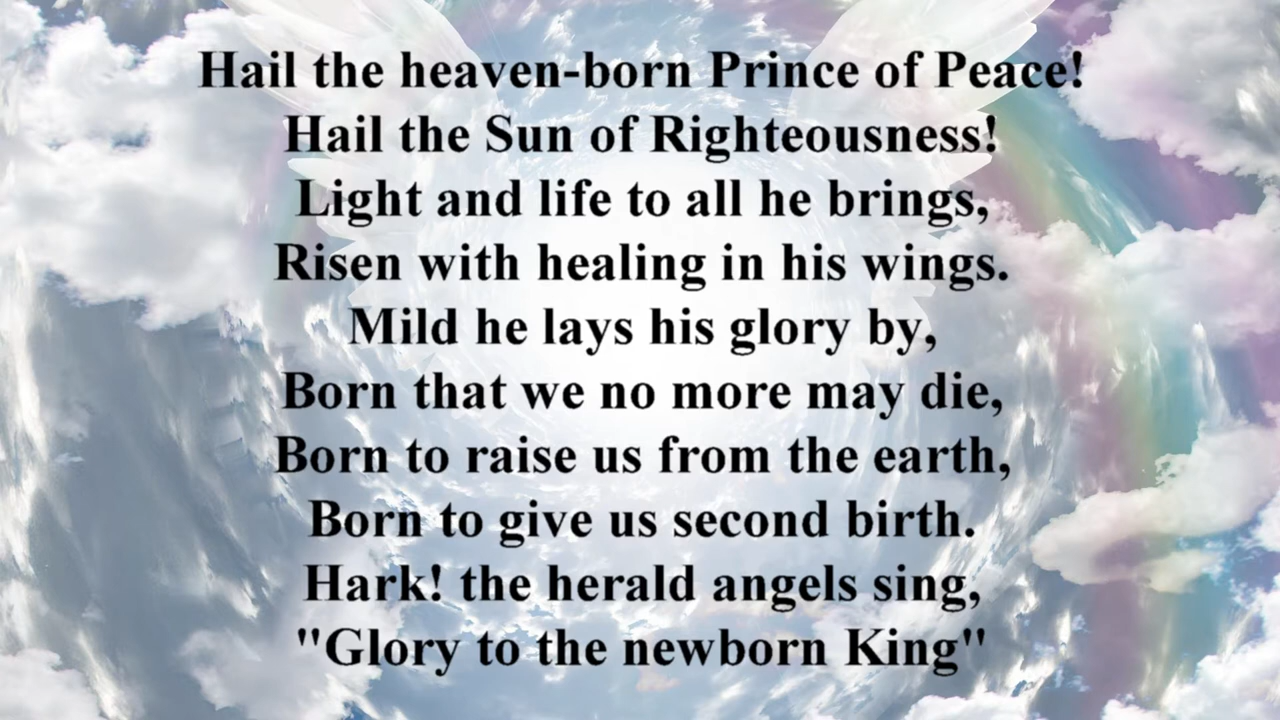 Hail the heaven-born Prince of Peace!
Hail the Sun of Righteousness!
Light and life to all he brings,
Risen with healing in his wings.
Mild he lays his glory by,
Born that we no more may die,
Born to raise us from the earth,
Born to give us second birth.
Hark! the herald angels sing,
"Glory to the newborn King"